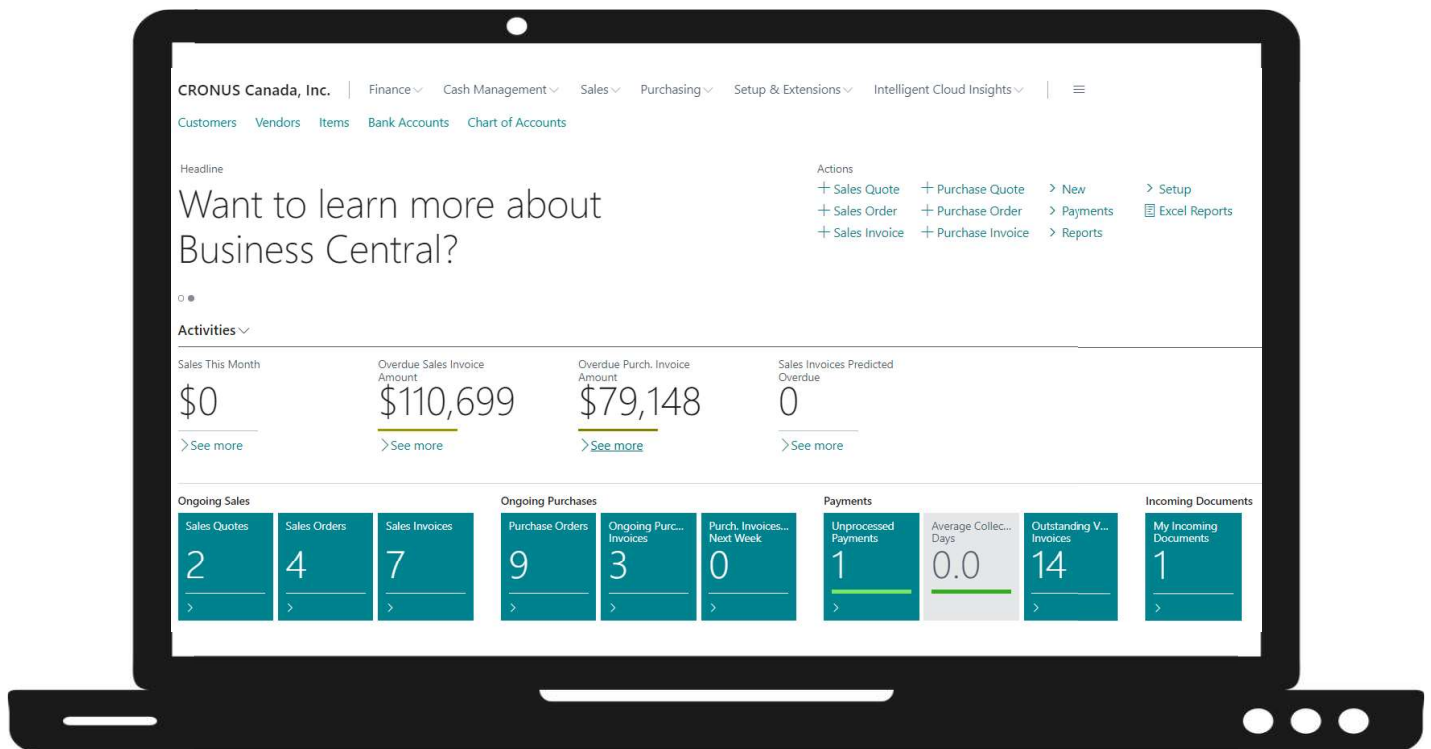 CRONUS Canada, Inc. Finance Cash Management Sales Purchasing Setup & Extensions Intelligent Cloud Insights
Customers Vendors Items Bank Accounts Chart of Accounts
Headline
Want to learn more about
Business Central?
Actions
+ Sales Quote + Purchase Quote > New > Setup
+ Sales Order + Purchase Order > Payments Excel Reports
+ Sales Invoice + Purchase Invoice > Reports
Activities
Sales This Month
$0
>See more
Overdue Sales Invoice
Amount
$110,699
>See more
Overdue Purch. Invoice
Amount
$79,148
>See more
Sales Invoices Predicted
Overdue
0
>See more
Ongoing Sales
Sales Quotes
2
>
Sales Orders
4
>
Sales Invoices
7
>
Ongoing Purchases
Purchase Orders
9
>
Ongoing Purc...
Invoices
3
>
Purch. Invoices...
Next Week
0
>
Payments
Unprocessed
Payments
1
>
Average Collec...
Days
0.0
Outstanding V...
Invoices
14
>
Incoming Documents
My Incoming
Documents
1
>